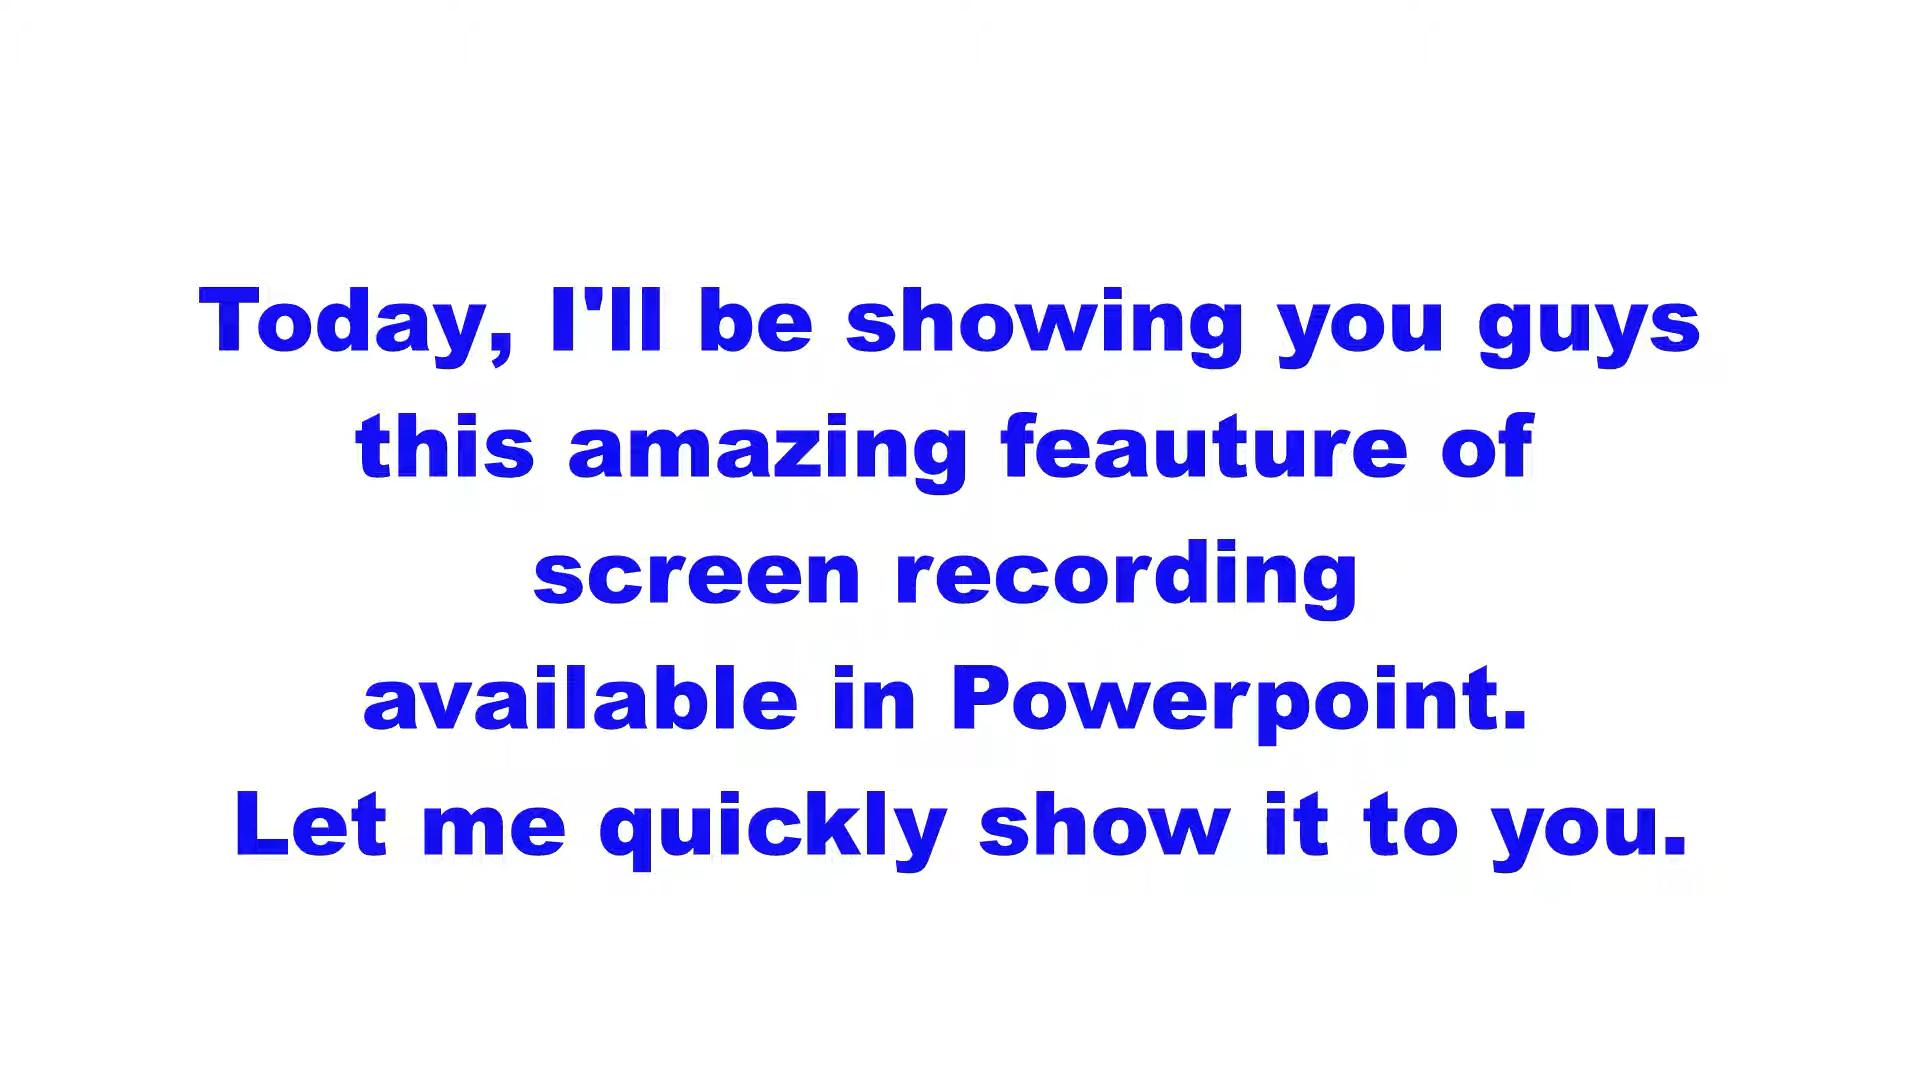 Today, I'll be showing you guys
this amazing feauture of
screen recording
available in Powerpoint.
Let me quickly show it to you.